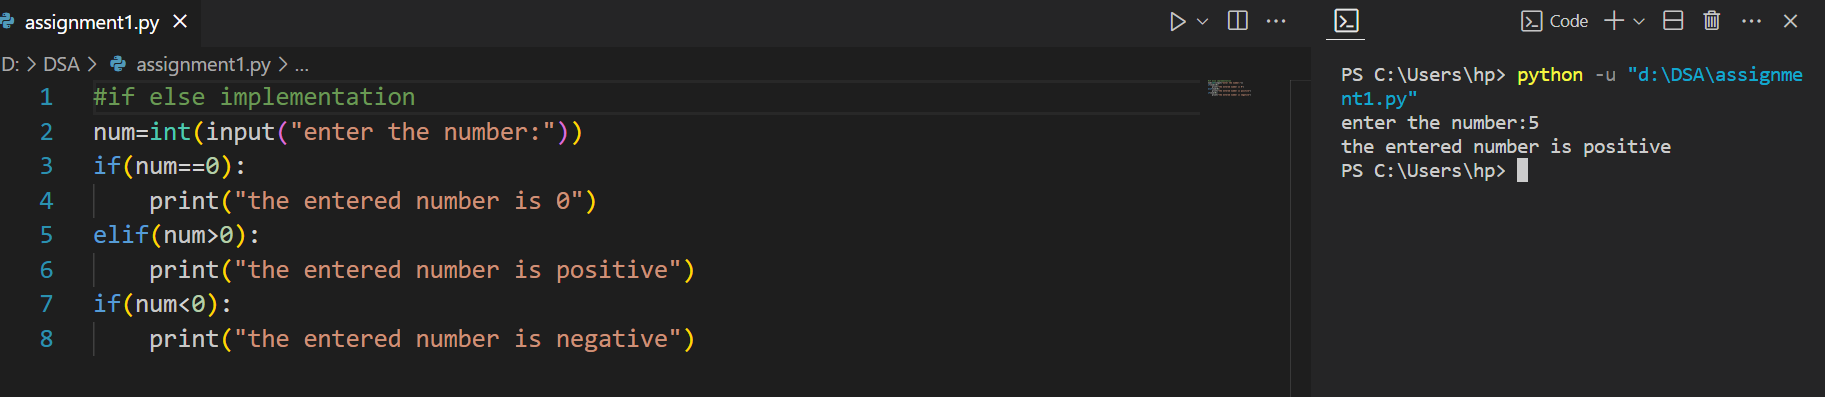 assignment1.py
D: > DSA > assignment1.py > ...
1 #if else implementation
2 num=int(input("enter the number:"))
3 if(num==0):
4     print("the entered number is 0")
5 elif(num>0):
6     print("the entered number is positive")
7 if(num<0):
8     print("the entered number is negative")
Code
PS C:\Users\hp> python -u "d:\DSA\assignme
nt1.py"
enter the number:5
the entered number is positive
PS C:\Users\hp>